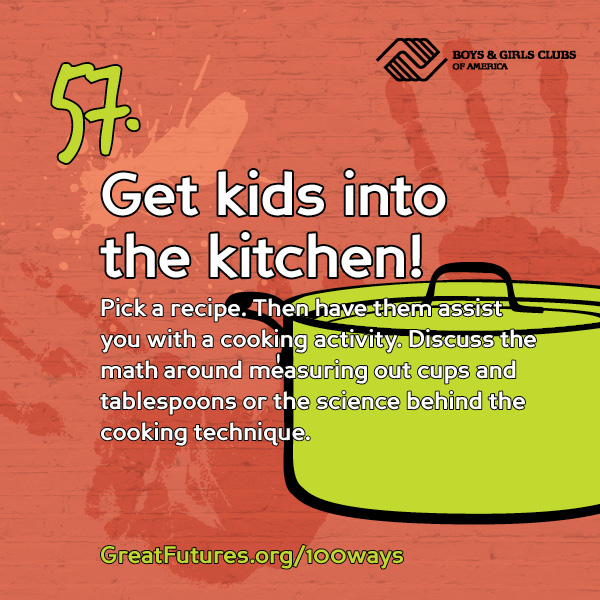 57.
BOYS & GIRLS CLUBS
OF AMERICA
Get kids into
the kitchen!
Pick a recipe. Then have them assist
you with a cooking activity. Discuss the
math around measuring out cups and
tablespoons or the science behind the
cooking technique.
GreatFutures.org/100ways